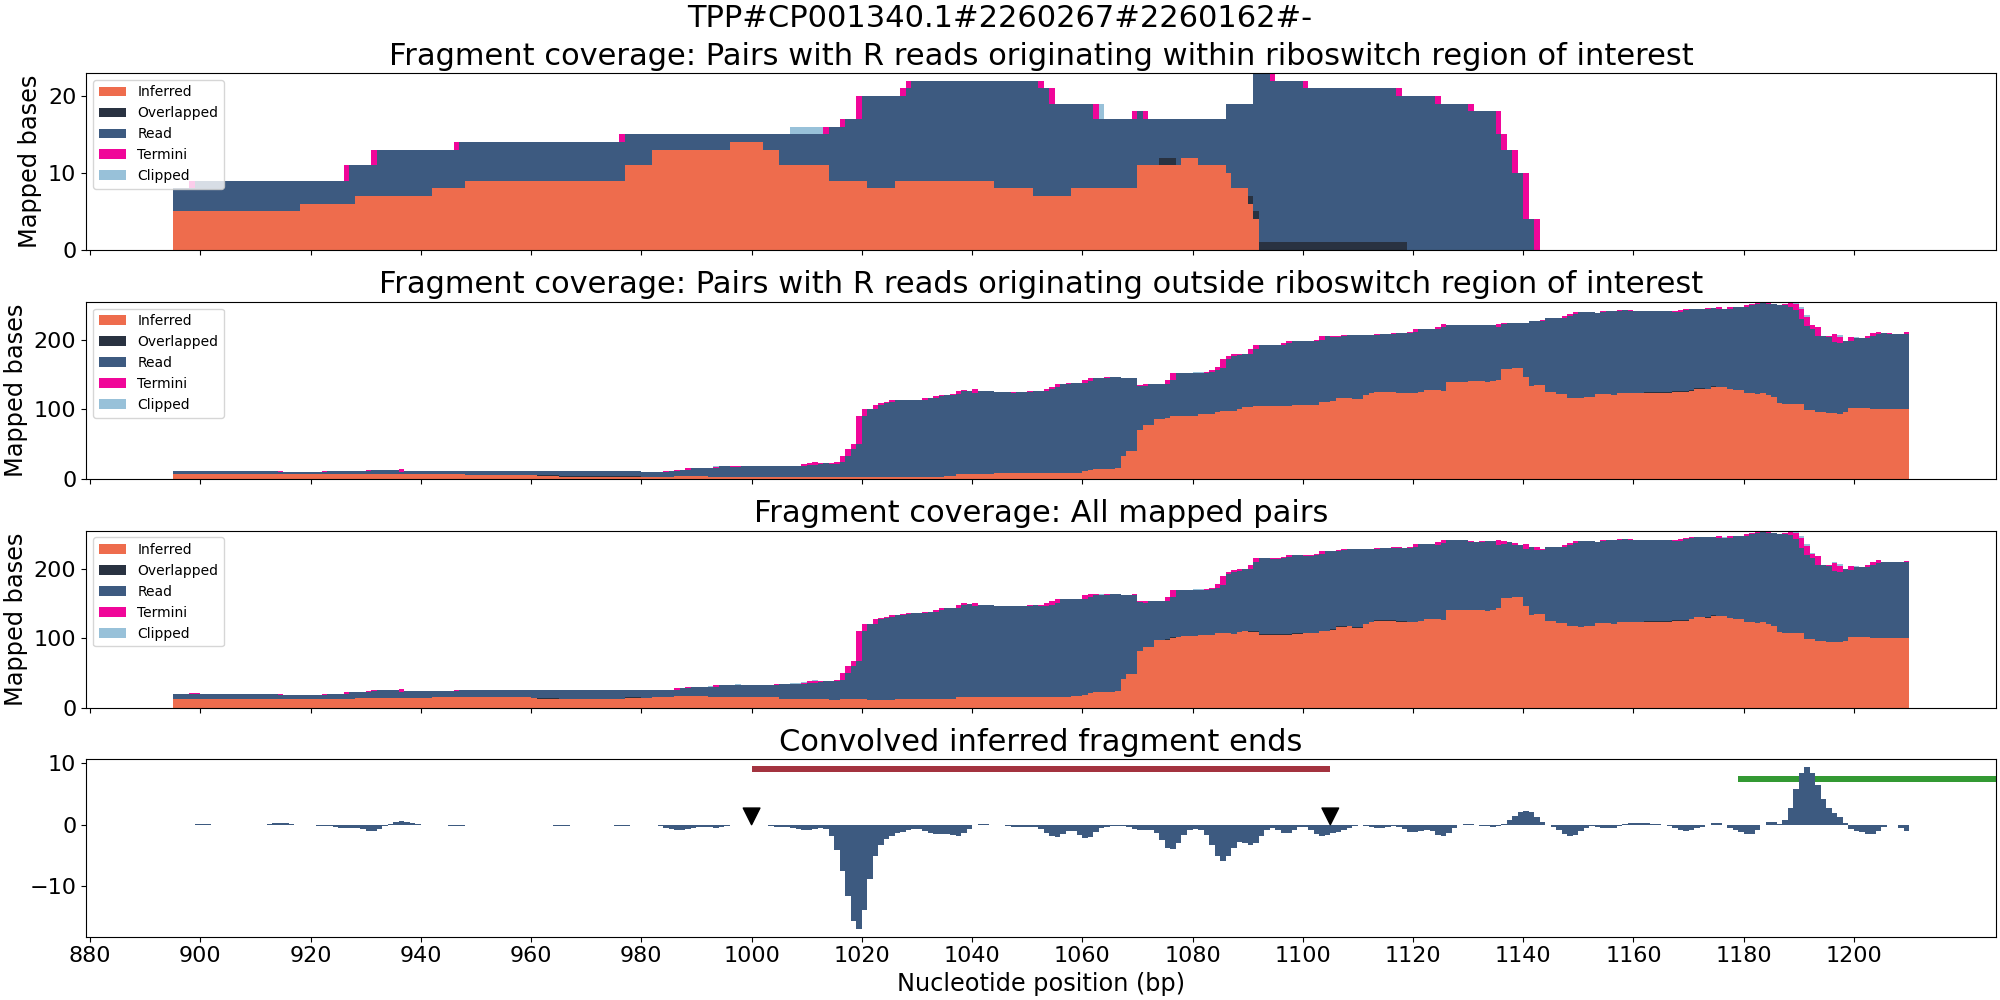 TPP#CP001340.1#2260267#2260162#-
Fragment coverage: Pairs with R reads originating within riboswitch region of interest
Mapped bases
20
10
0
Inferred
Overlapped
Read
Termini
Clipped
Fragment coverage: Pairs with R reads originating outside riboswitch region of interest
Mapped bases
200
100
0
Inferred
Overlapped
Read
Termini
Clipped
Fragment coverage: All mapped pairs
Mapped bases
200
100
0
Inferred
Overlapped
Read
Termini
Clipped
Convolved inferred fragment ends
10
0
−10
880 900 920 940 960 980 1000 1020 1040 1060 1080 1100 1120 1140 1160 1180 1200
Nucleotide position (bp)